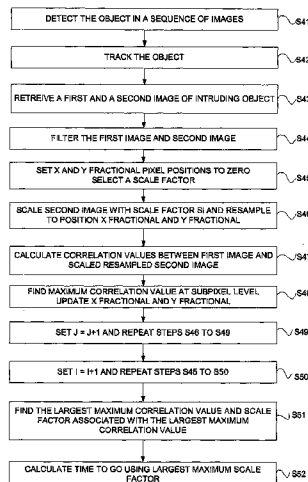 DETECT THE OBJECT IN A SEQUENCE OF IMAGES
S41
TRACK THE OBJECT
S42
RETREIVE A FIRST AND A SECOND IMAGE OF INTRUDING OBJECT
S43
FILTER THE FIRST IMAGE AND SECOND IMAGE
S44
SET X AND Y FRACTIONAL PIXEL POSITIONS TO ZERO
SELECT A SCALE FACTOR
S45
SCALE SECOND IMAGE WITH SCALE FACTOR Si AND RESAMPLE
TO POSITION X FRACTIONAL AND Y FRACTIONAL
S46
CALCULATE CORRELATION VALUES BETWEEN FIRST IMAGE AND
SCALED RESAMPLED SECOND IMAGE
S47
FIND MAXIMUM CORRELATION VALUE AT SUBPIXEL LEVEL
UPDATE X FRACTIONAL AND Y FRACTIONAL
S48
SET J = J+1 AND REPEAT STEPS S46 TO S49
S49
SET I = I+1 AND REPEAT STEPS S45 TO S50
S50
FIND THE LARGEST MAXIMUM CORRELATION VALUE AND SCALE
FACTOR ASSOCIATED WITH THE LARGEST MAXIMUM
CORRELATION VALUE
S51
CALCULATE TIME TO GO USING LARGEST MAXIMUM SCALE
FACTOR
S52